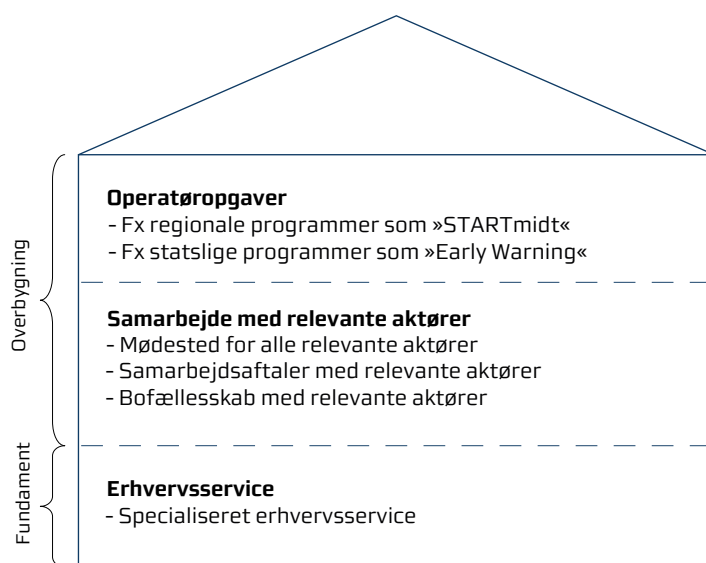 Overbygning
Operatøropgaver
- Fx regionale programmer som »STARTmidt«
- Fx statslige programmer som »Early Warning«
Samarbejde med relevante aktører
- Mødested for alle relevante aktører
- Samarbejdsaftaler med relevante aktører
- Bofællesskab med relevante aktører
Fundament
Erhvervsservice
- Specialiseret erhvervsservice